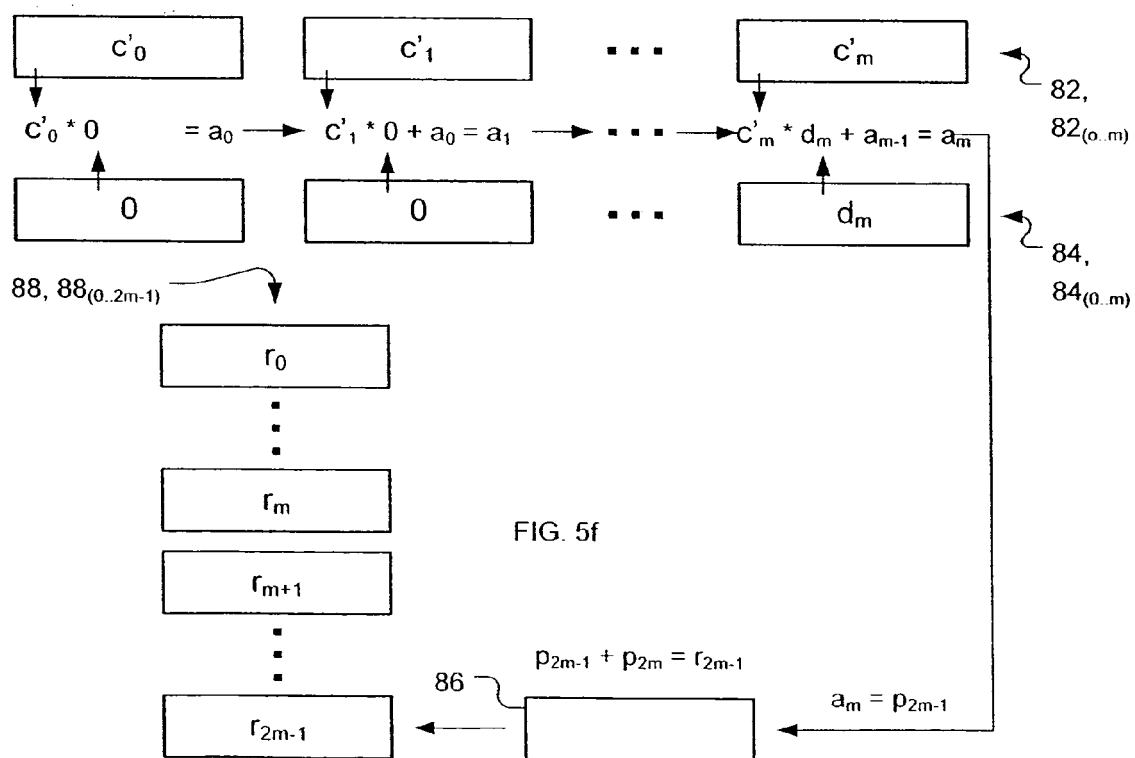 c'₀ c'₁ ▪ ▪ ▪ c'ₘ
82,
82₍ₒ..ₘ₎
c'₀ * 0 = a₀ c'₁ * 0 + a₀ = a₁ ▪ ▪ ▪ c'ₘ * dₘ + aₘ₋₁ = aₘ
0 0 ▪ ▪ ▪ dₘ
84,
84₍₀..ₘ₎
88, 88₍₀..₂ₘ₋₁₎
r₀
rₘ
FIG. 5f
rₘ₊₁
p₂ₘ₋₁ + p₂ₘ = r₂ₘ₋₁
86
aₘ = p₂ₘ₋₁
r₂ₘ₋₁